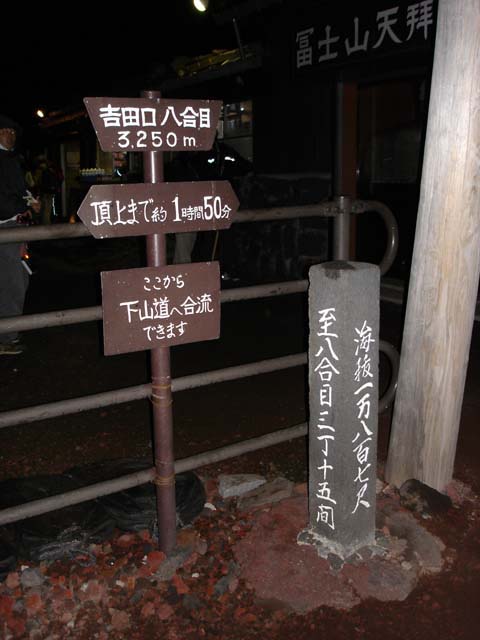 冨士山天拜
吉田口 八合目
3,250m
頂上まで約1時間50分
ここから
下山道へ合流
できます
海抜一万八百七尺
至八合目三丁十五間